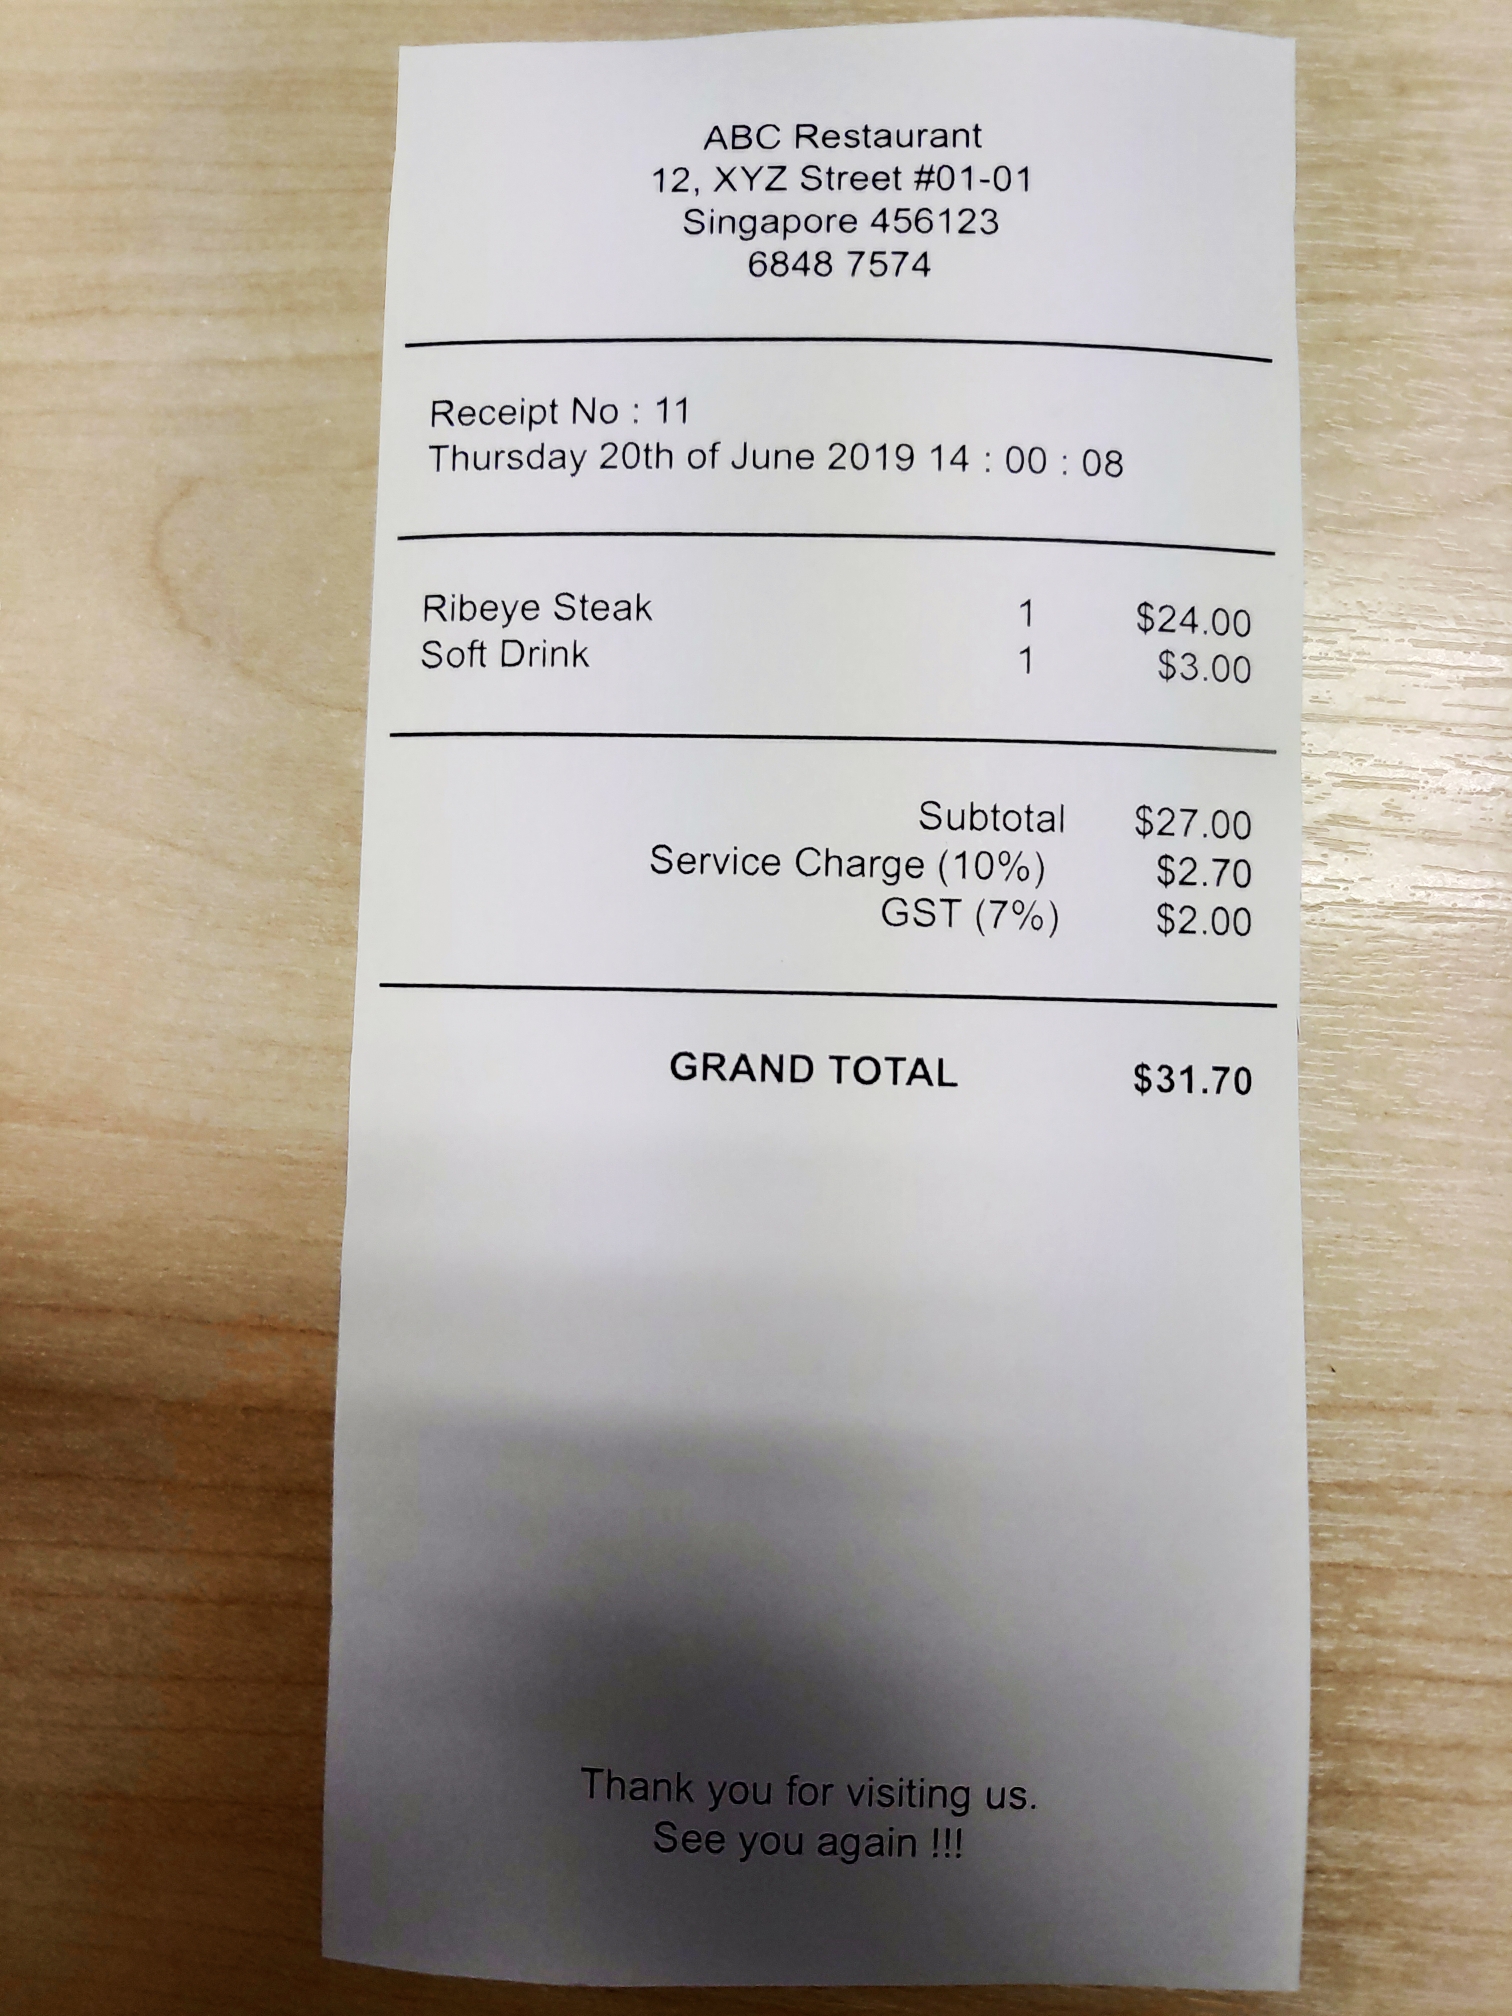 ABC Restaurant
12, XYZ Street #01-01
Singapore 456123
6848 7574
Receipt No : 11
Thursday 20th of June 2019 14 : 00 : 08
Ribeye Steak 1 $24.00
Soft Drink 1 $3.00
Subtotal $27.00
Service Charge (10%) $2.70
GST (7%) $2.00
GRAND TOTAL $31.70
Thank you for visiting us.
See you again !!!